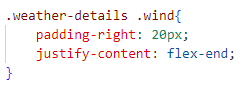 .weather-details .wind{
    padding-right: 20px;
    justify-content: flex-end;
}